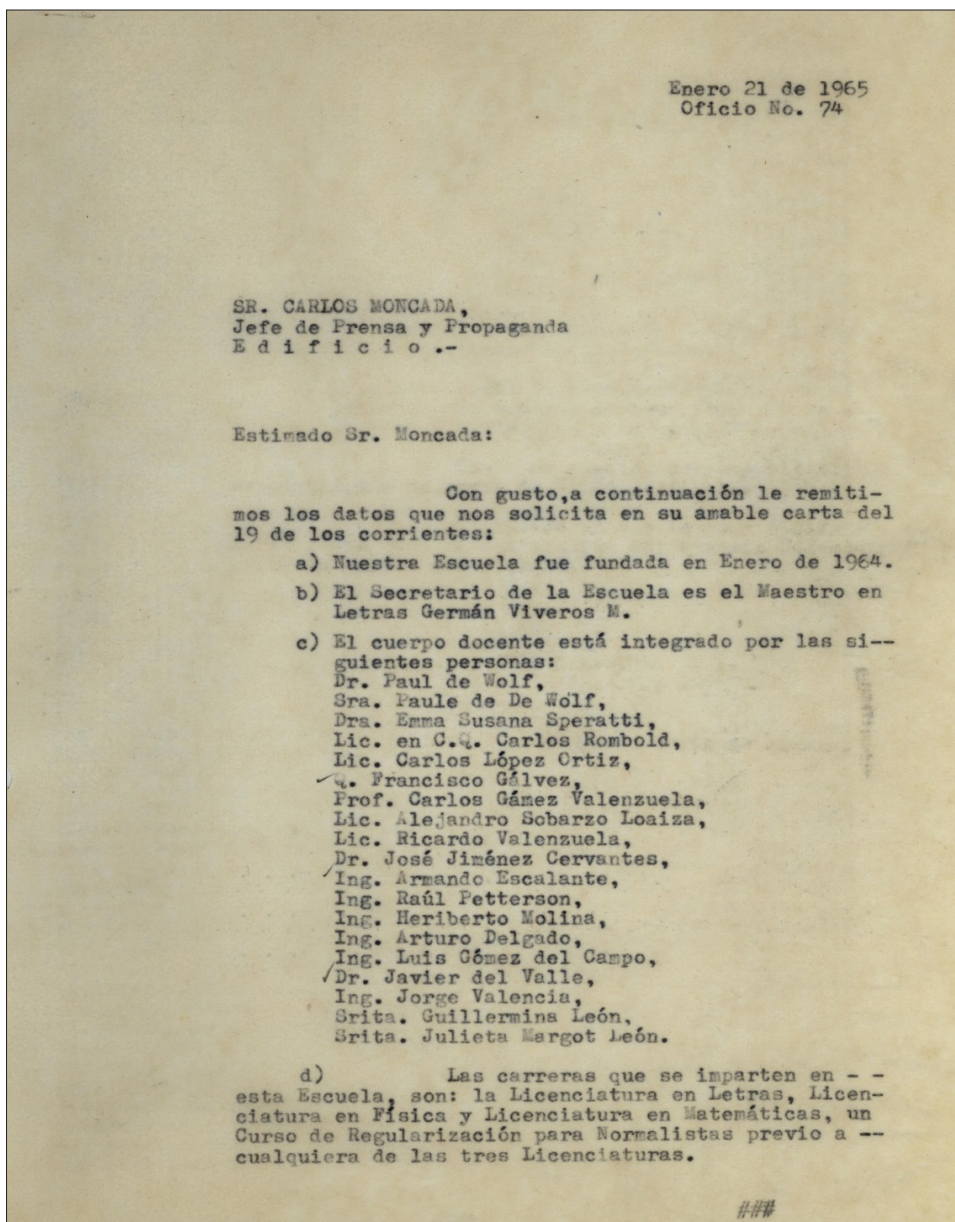 Enero 21 de 1965
Oficio No. 74
SR. CARLOS MONCADA,
Jefe de Prensa y Propaganda
E d i f i c i o .-
Estimado Sr. Moncada:
Con gusto,a continuación le remiti-
mos los datos que nos solicita en su amable carta del
19 de los corrientes:
a) Nuestra Escuela fue fundada en Enero de 1964.
b) El Secretario de la Escuela es el Maestro en
Letras Germán Viveros M.
c) El cuerpo docente está integrado por las si--
guientes personas:
Dr. Paul de Wolf,
Sra. Paule de De Wolf,
Dra. Emma Susana Speratti,
Lic. en C.Q. Carlos Rombold,
Lic. Carlos López Ortiz,
Q. Francisco Gálvez,
Prof. Carlos Gámez Valenzuela,
Lic. Alejandro Sobarzo Loaiza,
Lic. Ricardo Valenzuela,
Dr. José Jiménez Cervantes,
Ing. Armando Escalante,
Ing. Raúl Petterson,
Ing. Heriberto Molina,
Ing. Arturo Delgado,
Ing. Luis Gómez del Campo,
Dr. Javier del Valle,
Ing. Jorge Valencia,
Srita. Guillermina León,
Srita. Julieta Margot León.
d) Las carreras que se imparten en - -
esta Escuela, son: la Licenciatura en Letras, Licen-
ciatura en Física y Licenciatura en Matemáticas, un
Curso de Regularización para Normalistas previo a --
cualquiera de las tres Licenciaturas.
###